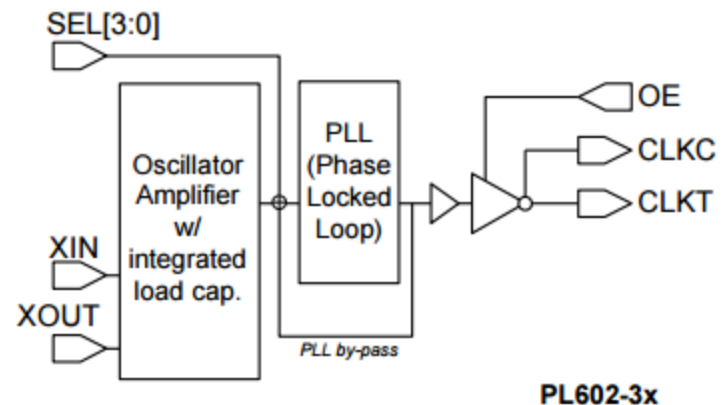 SEL[3:0]
OE
PLL
(Phase
Locked
Loop)
CLKC
CLKT
Oscillator
Amplifier
w/
integrated
load cap.
XIN
XOUT
PLL by-pass
PL602-3x